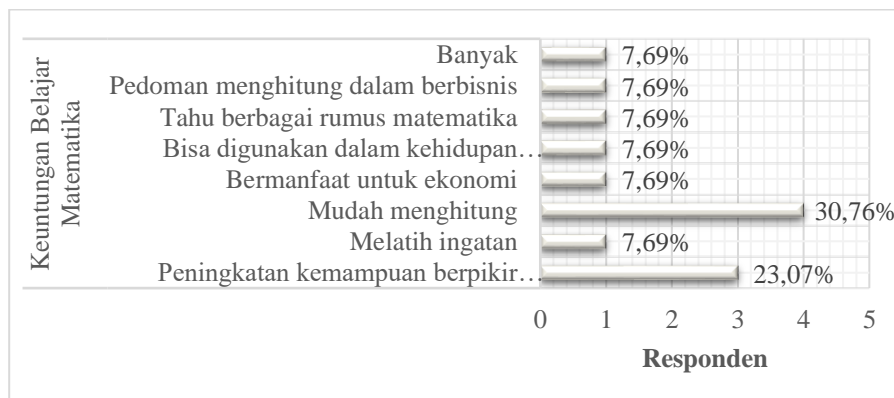 Keuntungan Belajar
Matematika
Banyak 7,69%
Pedoman menghitung dalam berbisnis 7,69%
Tahu berbagai rumus matematika 7,69%
Bisa digunakan dalam kehidupan… 7,69%
Bermanfaat untuk ekonomi 7,69%
Mudah menghitung 30,76%
Melatih ingatan 7,69%
Peningkatan kemampuan berpikir… 23,07%
0 1 2 3 4 5
Responden